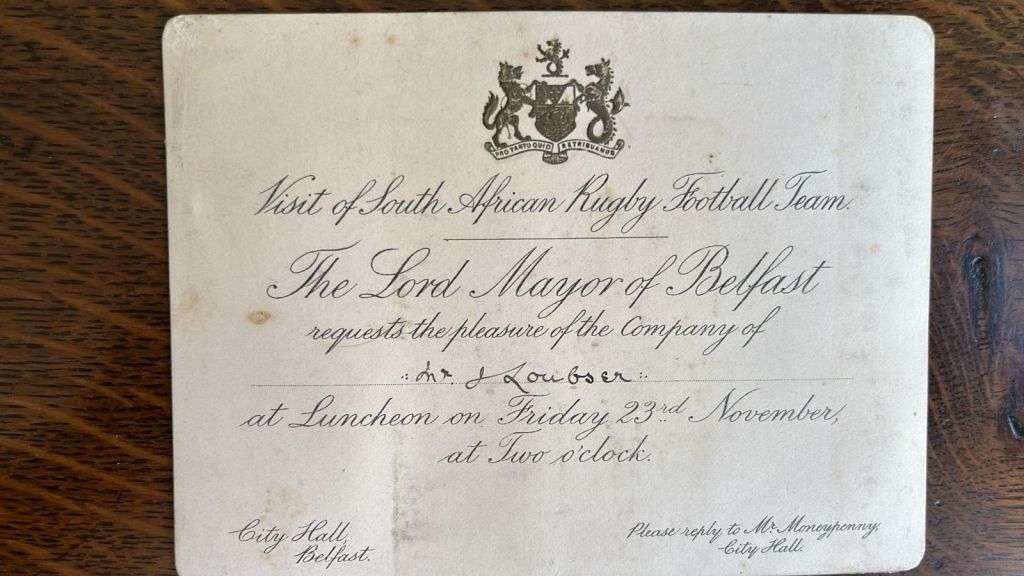 PRO TANTO QUID RETRIBUAMUS
Visit of South African Rugby Football Team.
The Lord Mayor of Belfast
requests the pleasure of the Company of
Mr. J Loubser
at Luncheon on Friday 23rd November,
at Two o'clock.
City Hall,
Belfast.
Please reply to Mr Moneypenny,
City Hall.